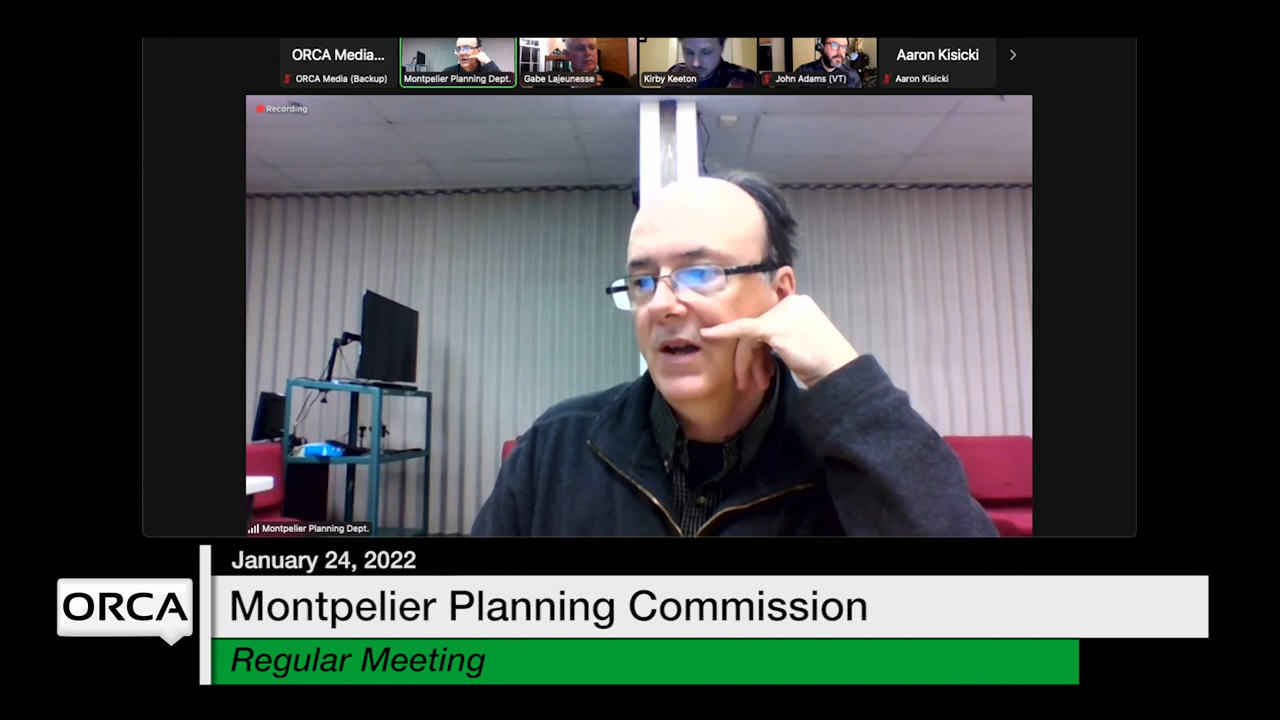 ORCA Media...
Aaron Kisicki
ORCA Media (Backup)
Montpelier Planning Dept.
Gabe Lajeunesse
Kirby Keeton
John Adams (VT)
Aaron Kisicki
Recording
Montpelier Planning Dept.
January 24, 2022
ORCA
Montpelier Planning Commission
Regular Meeting